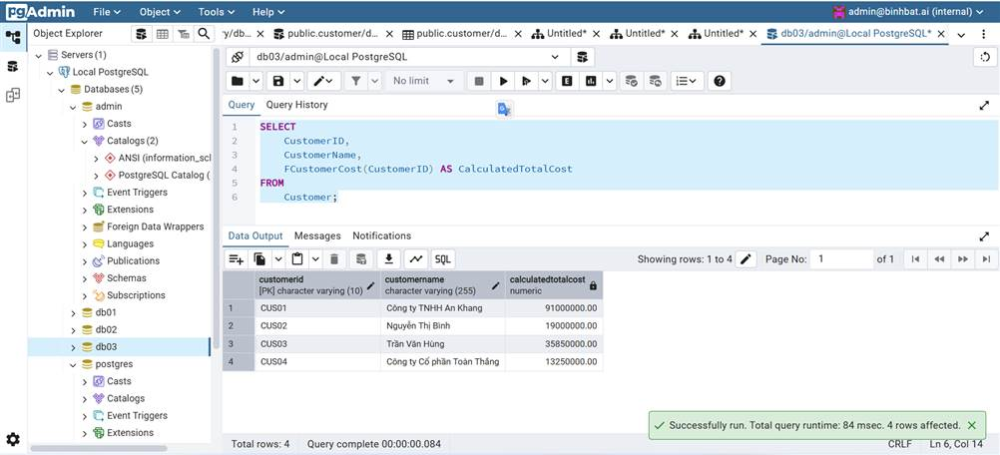 pgAdmin File Object Tools Help admin@binhbat.ai (internal)
Object Explorer
y/db... public.customer/d... public.customer/d... Untitled* Untitled* Untitled* db03/admin@Local PostgreSQL*
Servers (1)
Local PostgreSQL
Databases (5)
admin
Casts
Catalogs (2)
ANSI (information_scl
PostgreSQL Catalog (
Event Triggers
Extensions
Foreign Data Wrappers
Languages
Publications
Schemas
Subscriptions
db01
db02
db03
postgres
Casts
Catalogs
Event Triggers
Extensions
db03/admin@Local PostgreSQL
No limit
Query Query History
1 SELECT
2 CustomerID,
3 CustomerName,
4 FCustomerCost(CustomerID) AS CalculatedTotalCost
5 FROM
6 Customer;
Data Output Messages Notifications
SQL Showing rows: 1 to 4 Page No: 1 of 1
customerid customername calculatedtotalcost
[PK] character varying (10) character varying (255) numeric
1 CUS01 Công ty TNHH An Khang 91000000.00
2 CUS02 Nguyễn Thị Bình 19000000.00
3 CUS03 Trần Văn Hùng 35850000.00
4 CUS04 Công ty Cổ phần Toàn Thắng 13250000.00
Successfully run. Total query runtime: 84 msec. 4 rows affected.
Total rows: 4 Query complete 00:00:00.084 CRLF Ln 6, Col 14